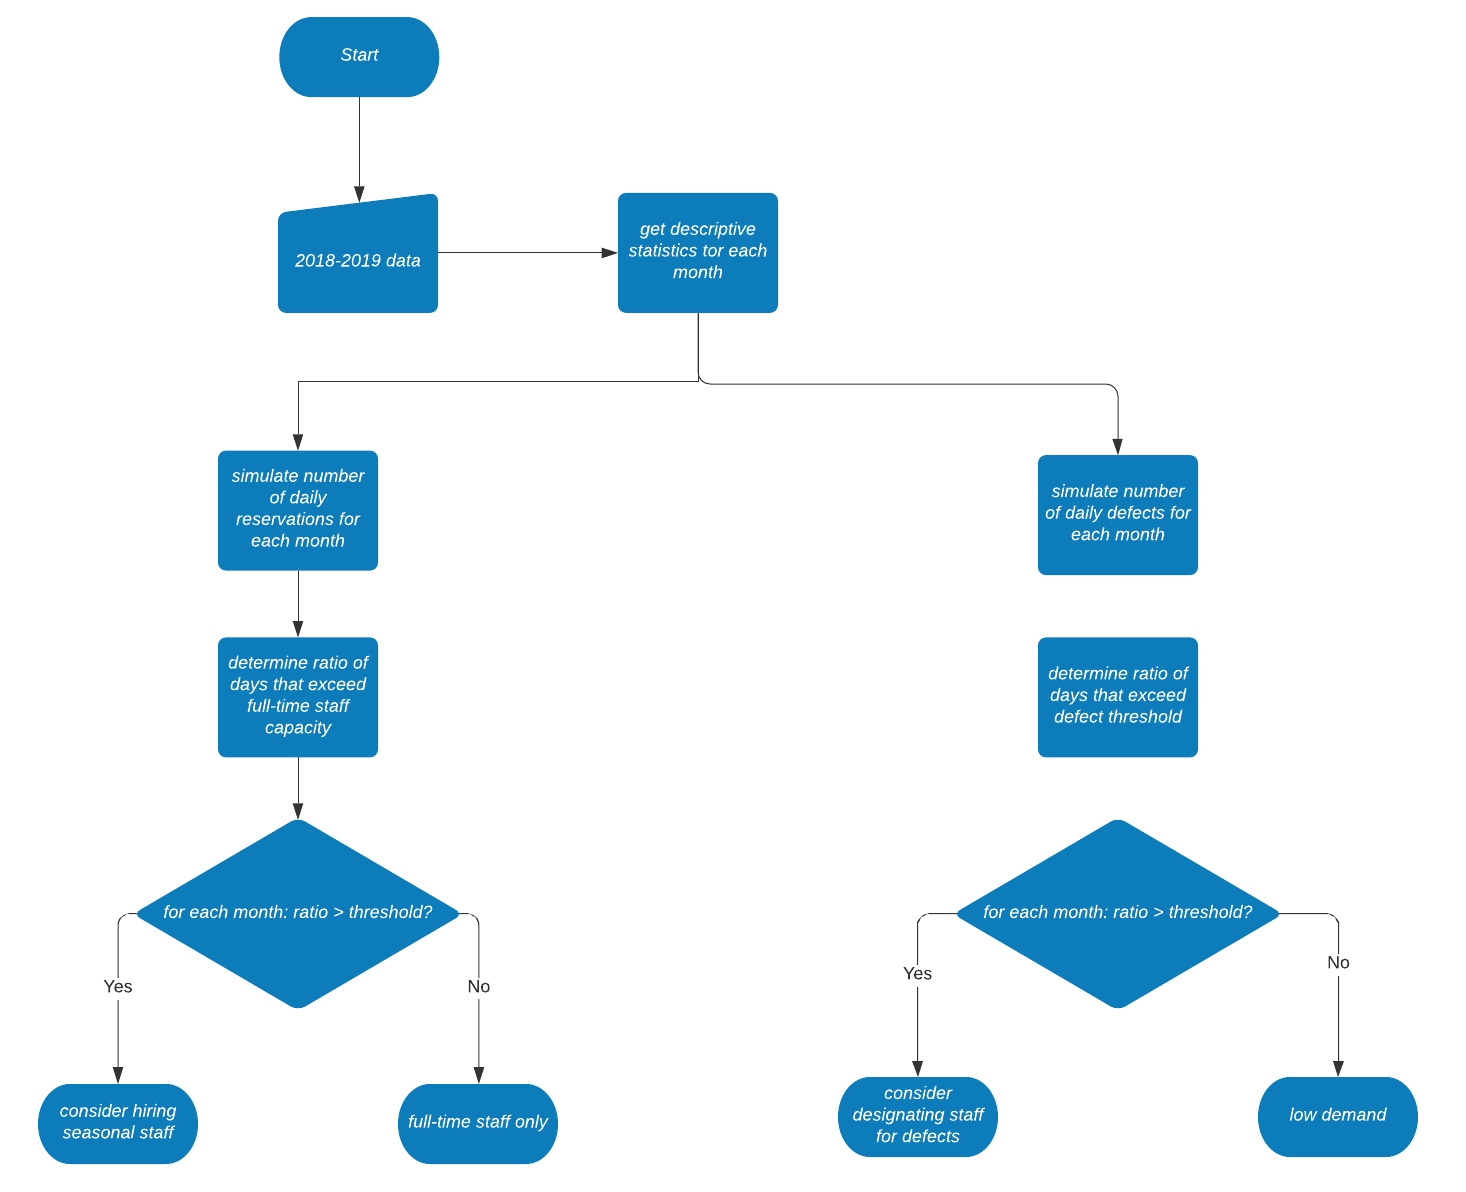 Start
2018-2019 data
get descriptive
statistics tor each
month
simulate number
of daily
reservations for
each month
simulate number
of daily defects for
each month
determine ratio of
days that exceed
full-time staff
capacity
determine ratio of
days that exceed
defect threshold
for each month: ratio > threshold?
for each month: ratio > threshold?
Yes
No
Yes
No
consider hiring
seasonal staff
full-time staff only
consider
designating staff
for defects
low demand